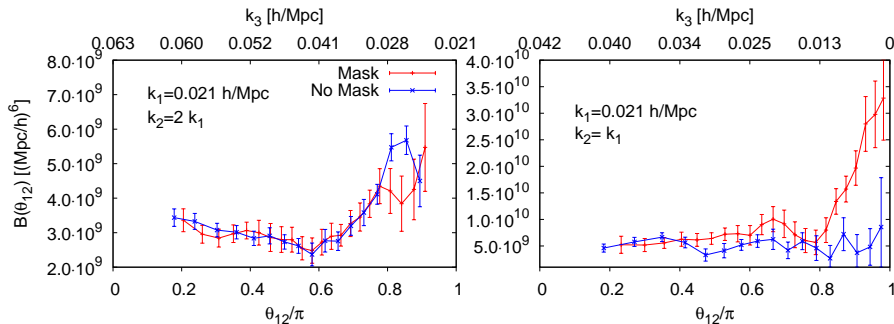 k₃ [h/Mpc]
0.063 0.060 0.052 0.041 0.028 0.021
8.0⋅10⁹
7.0⋅10⁹
6.0⋅10⁹
5.0⋅10⁹
4.0⋅10⁹
3.0⋅10⁹
2.0⋅10⁹
B(θ₁₂) [(Mpc/h)⁶]
k₁=0.021 h/Mpc
k₂=2 k₁
Mask
No Mask
0 0.2 0.4 0.6 0.8 1
θ₁₂/π
k₃ [h/Mpc]
0.042 0.040 0.034 0.025 0.013 0
4.0⋅10¹⁰
3.5⋅10¹⁰
3.0⋅10¹⁰
2.5⋅10¹⁰
2.0⋅10¹⁰
1.5⋅10¹⁰
1.0⋅10¹⁰
5.0⋅10⁹
k₁=0.021 h/Mpc
k₂= k₁
0 0.2 0.4 0.6 0.8 1
θ₁₂/π